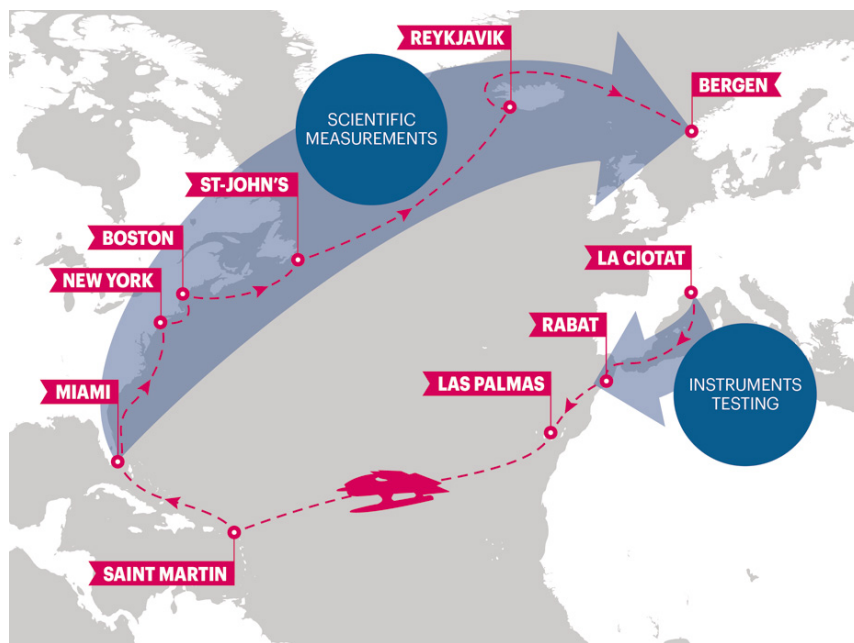 REYKJAVIK
BERGEN
SCIENTIFIC
MEASUREMENTS
ST-JOHN'S
BOSTON
LA CIOTAT
NEW YORK
RABAT
MIAMI
LAS PALMAS
INSTRUMENTS
TESTING
SAINT MARTIN